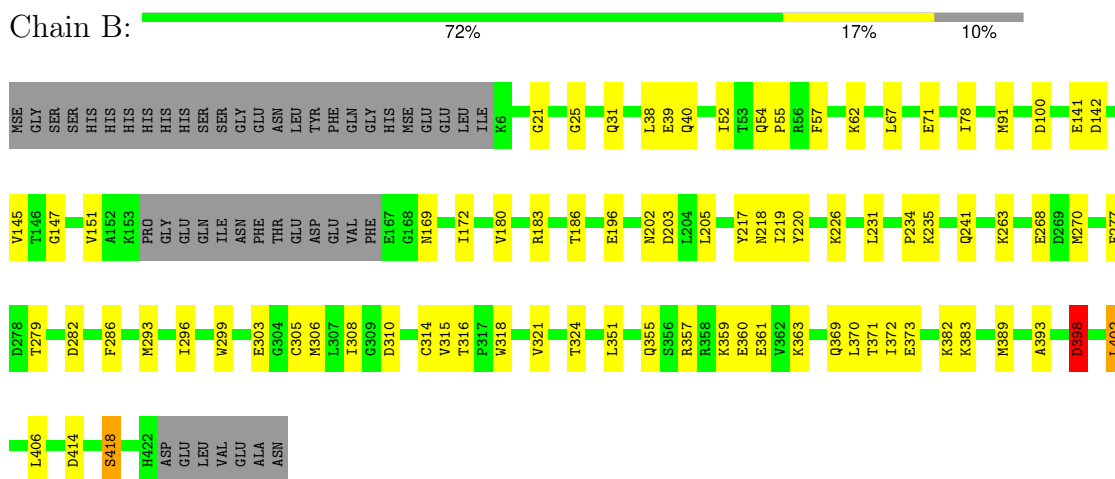 Chain B:
72% 17% 10%
MSE GLY SER SER HIS HIS HIS HIS HIS HIS SER SER GLY GLU ASN LEU TYR PHE GLN GLY HIS MSE GLU GLU LEU ILE K6 G21 G25 Q31 L38 E39 Q40 I52 T53 Q54 P55 R56 F57 K62 L67 E71 I78 M91 D100 E141 D142
V145 T146 G147 V151 A152 K153 PRO GLY GLU GLN ILE ASN PHE THR GLU ASP GLU VAL PHE E167 G168 N169 I172 V180 R183 T186 E196 N202 D203 L204 L205 Y217 N218 I219 Y220 K226 L231 P234 K235 Q241 K263 E268 D269 M270
D278 T279 D282 F286 M293 I296 W299 E303 G304 C305 M306 L307 I308 G309 D310 C314 V315 T316 P317 W318 V321 T324 L351 Q355 S356 R357 R358 K359 E360 E361 V362 K363 Q369 L370 T371 I372 E373 K382 K383 M389 A393 D398
L406 D414 S418 H422 ASP GLU LEU VAL GLU ALA ASN